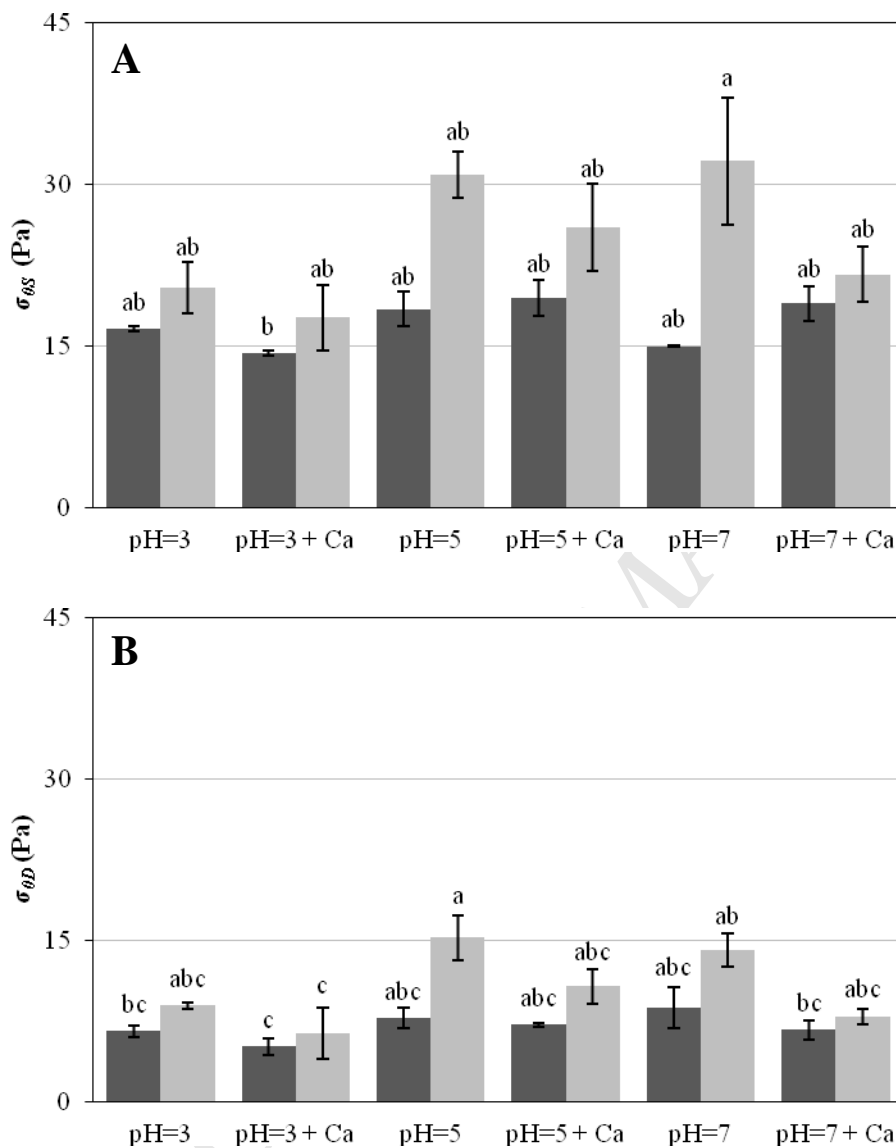 45
A
a
ab
ab
ab
30
ab
ab
ab
ab
ab
ab
ab
b
σθS (Pa)
15
0
pH=3
pH=3 + Ca
pH=5
pH=5 + Ca
pH=7
pH=7 + Ca
45
B
30
σθD (Pa)
a
ab
15
abc
abc
abc
abc
abc
abc
bc
c
c
bc
0
pH=3
pH=3 + Ca
pH=5
pH=5 + Ca
pH=7
pH=7 + Ca